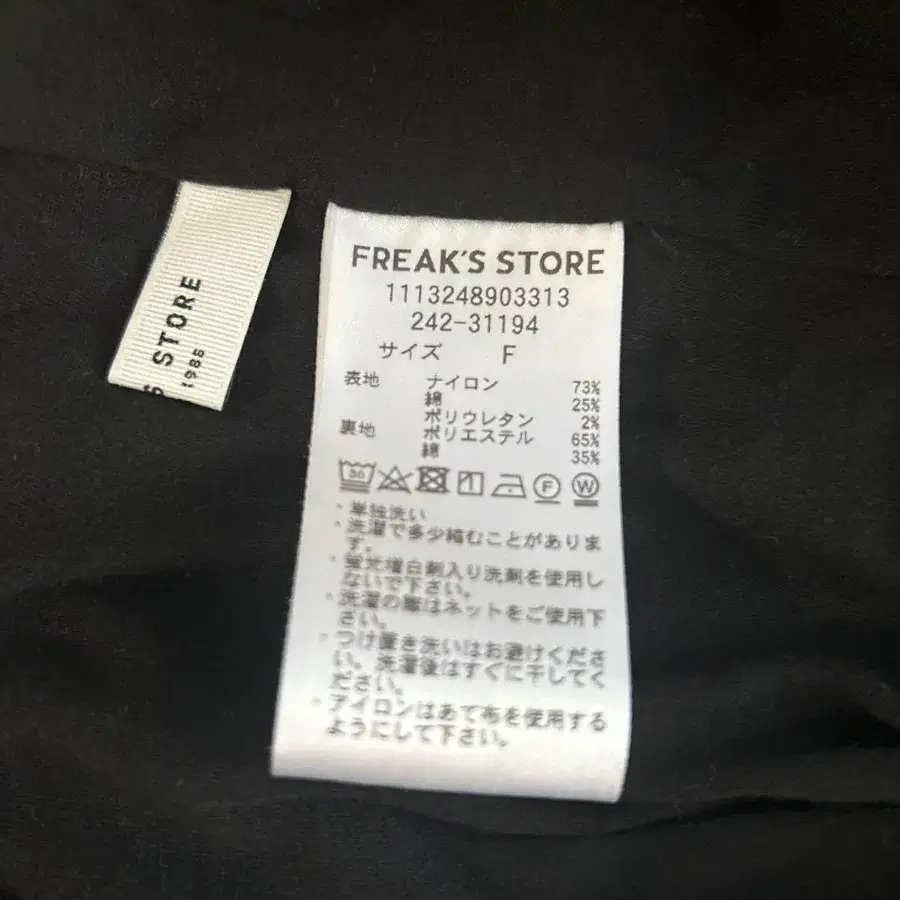 S STORE
1986
FREAK'S STORE
1113248903313
242-31194
サイズ F
表地 ナイロン 73%
綿 25%
ポリウレタン 2%
裏地 ポリエステル 65%
綿 35%
30 F W
・単独洗い
・洗濯で多少縮むことがありま
す。
・蛍光増白剤入り洗剤を使用し
ないで下さい。
・洗濯の際はネットをご使用下
さい。
・つけ置き洗いはお避けくださ
い。洗濯後はすぐに干してく
ださい。
・アイロンはあて布を使用する
ようにして下さい。